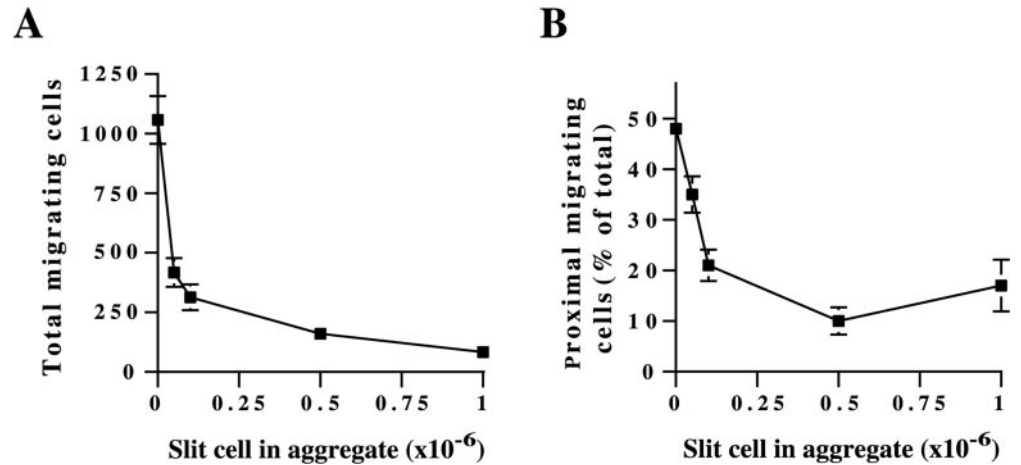 A
Total migrating cells
1250
1000
750
500
250
0
0 0.25 0.5 0.75 1
Slit cell in aggregate (x10-6)
B
Proximal migrating
cells (% of total)
50
40
30
20
10
0
0 0.25 0.5 0.75 1
Slit cell in aggregate (x10-6)